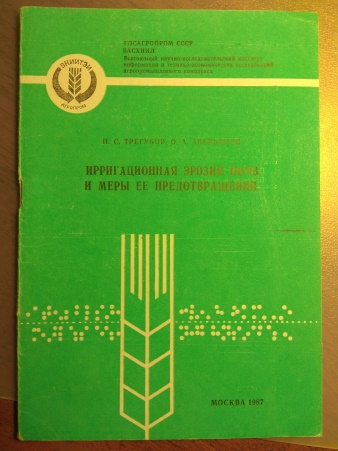 ГОСАГРОПРОМ СССР
ВАСХНИЛ
Всесоюзный научно-исследовательский институт
информации и технико-экономических исследований
агропромышленного комплекса
ВНИИТЭИ
АГРОПРОМ
П. С. ТРЕГУБОВ
ИРРИГАЦИОННАЯ ЭРОЗИЯ ПОЧВ
И МЕРЫ ЕЕ ПРЕДОТВРАЩЕНИЯ
МОСКВА 1987